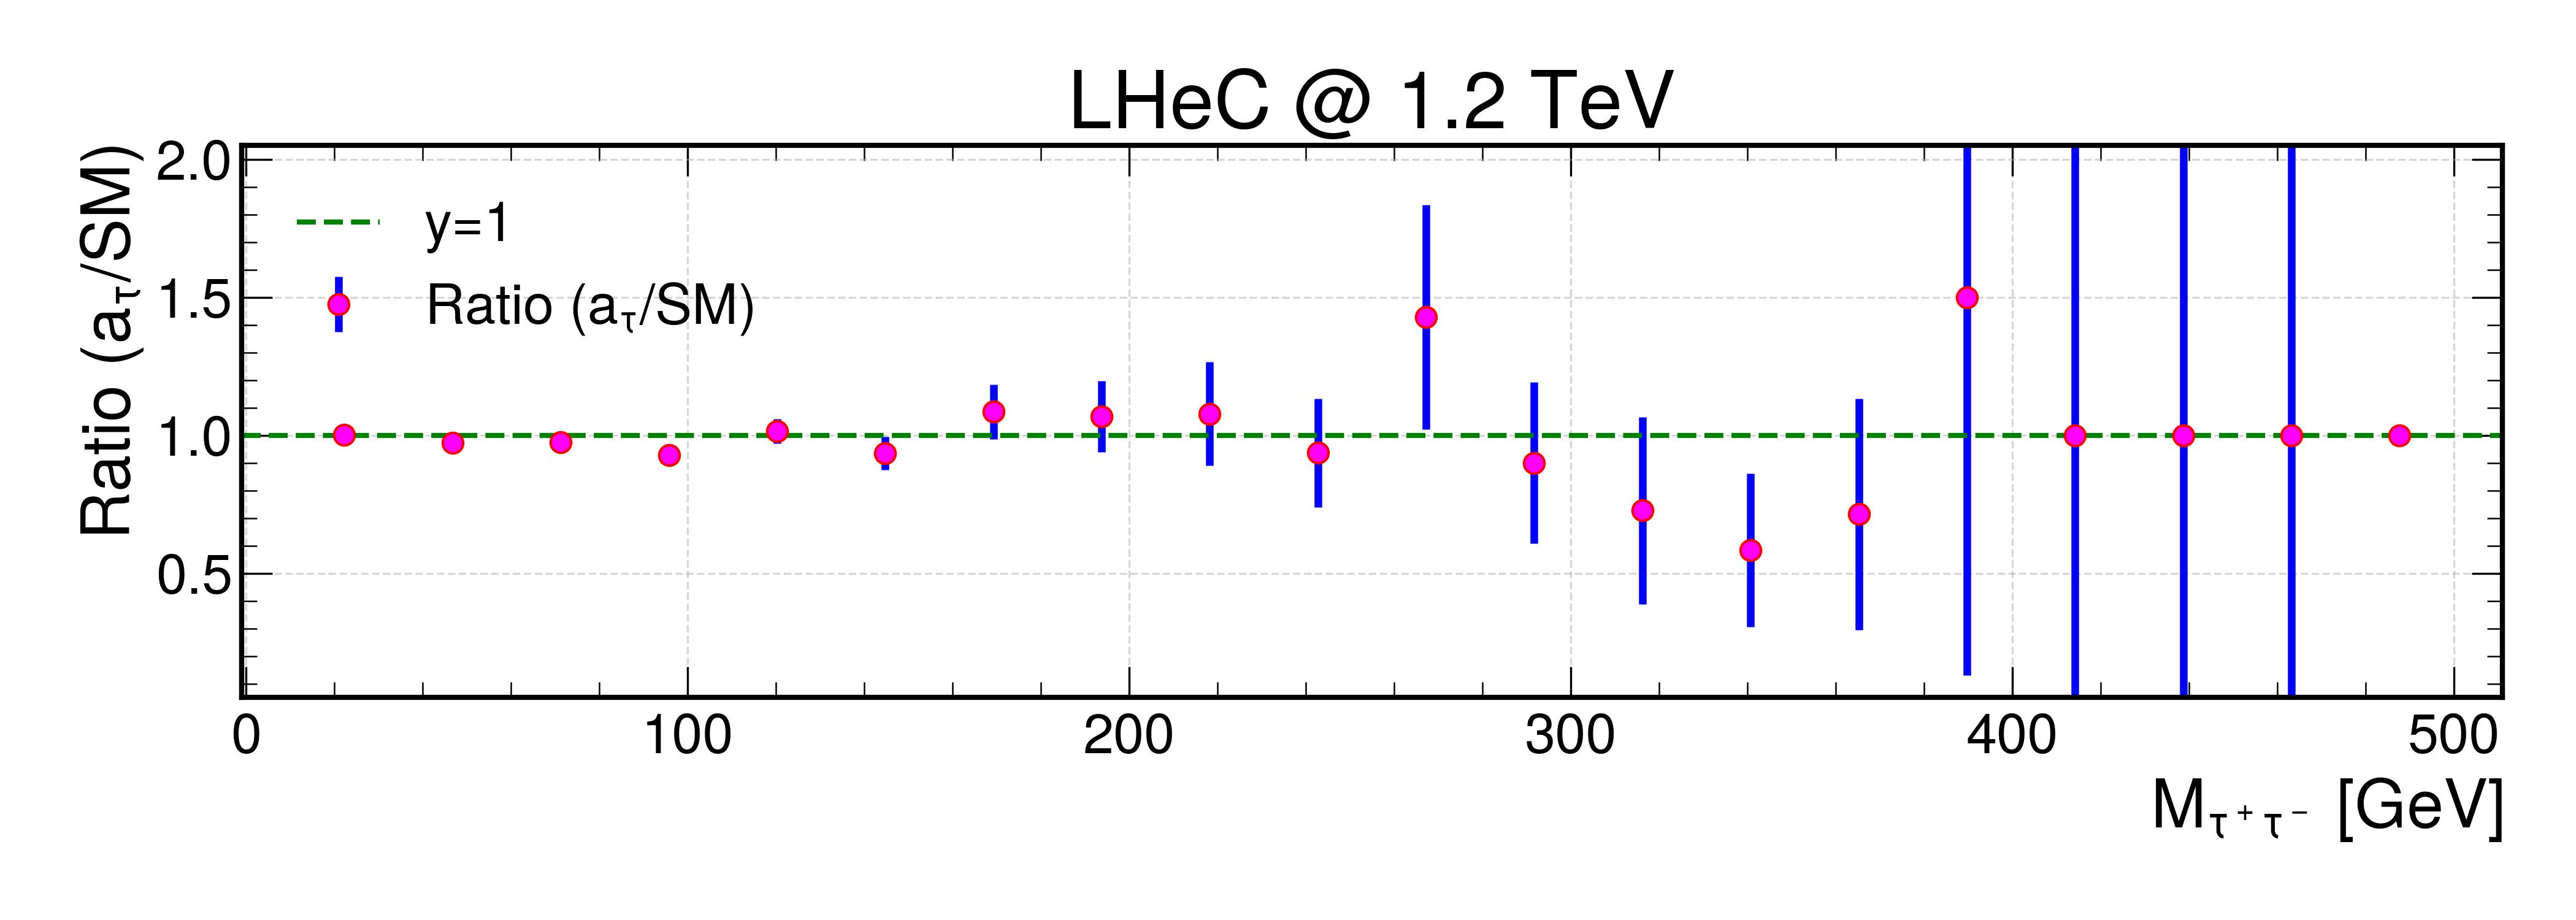 LHeC @ 1.2 TeV
Ratio (aτ/SM)
2.0
1.5
1.0
0.5
y=1
Ratio (aτ/SM)
0 100 200 300 400 500
Mτ+τ− [GeV]